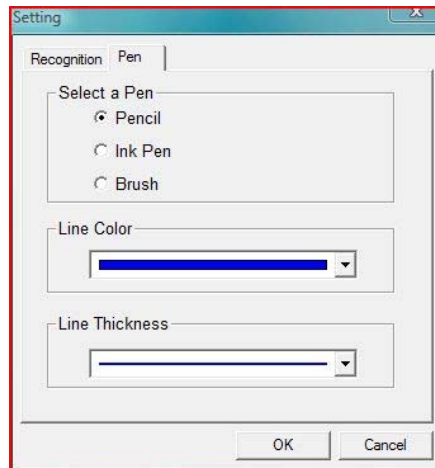 Setting
Recognition Pen
Select a Pen
Pencil
Ink Pen
Brush
Line Color
Line Thickness
OK Cancel